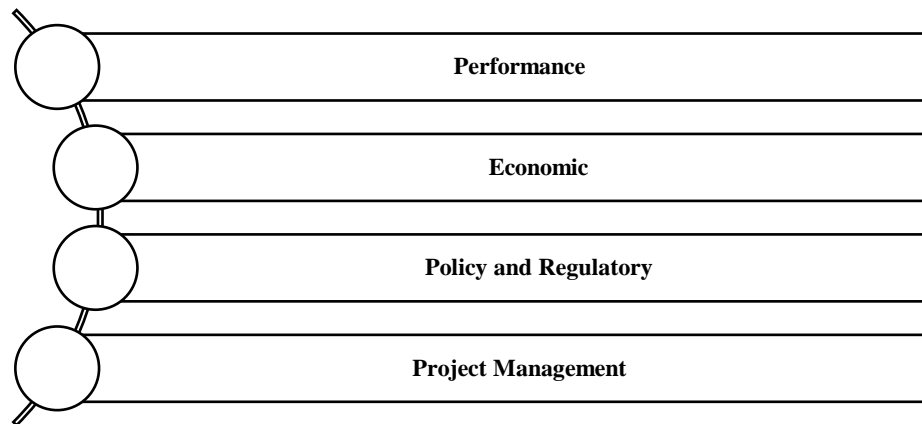 Performance
Economic
Policy and Regulatory
Project Management